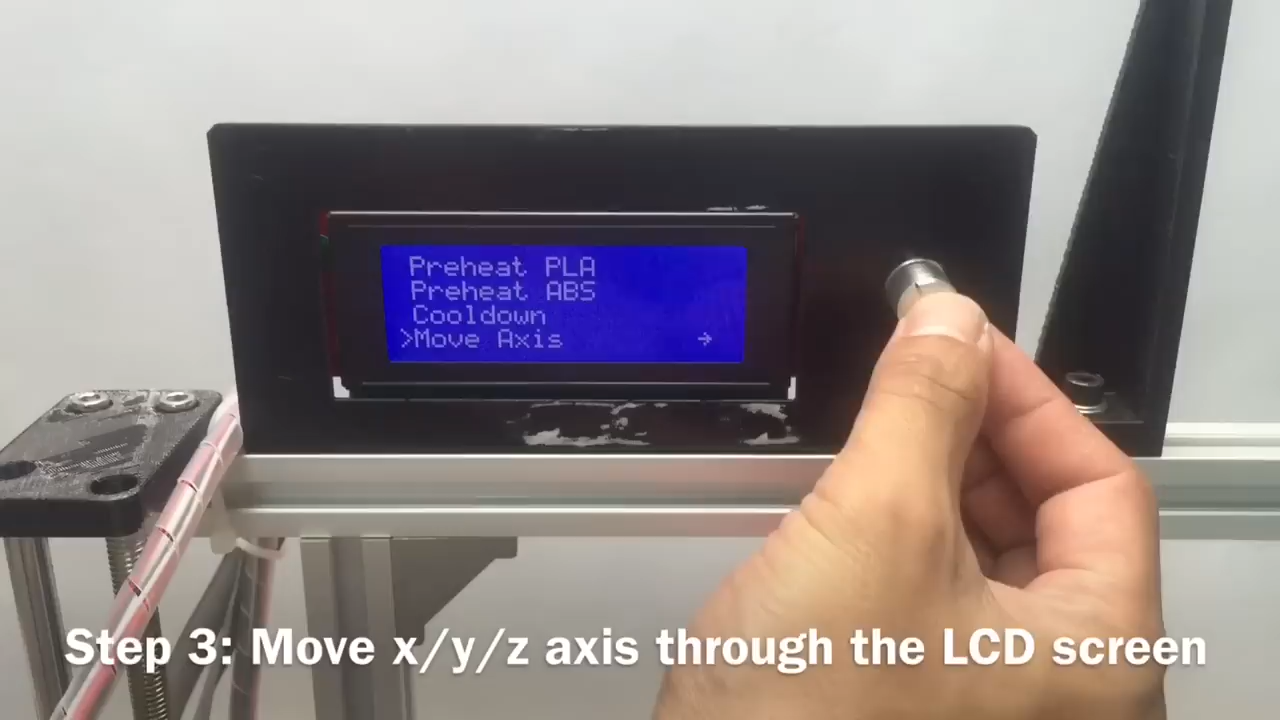 Preheat PLA
Preheat ABS
Cooldown
>Move Axis →
Step 3: Move x/y/z axis through the LCD screen